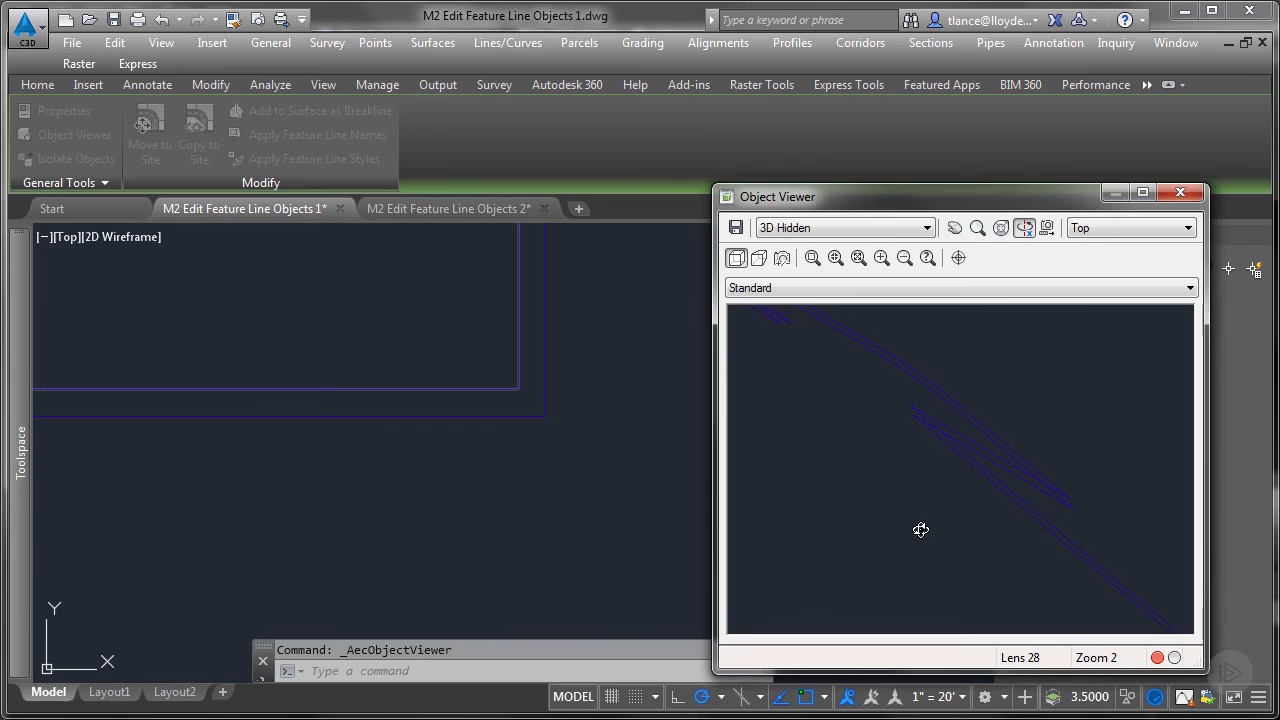 M2 Edit Feature Line Objects 1.dwg
Type a keyword or phrase
tlance@lloyde...
C3D
File Edit View Insert General Survey Points Surfaces Lines/Curves Parcels Grading Alignments Profiles Corridors Sections Pipes Annotation Inquiry Window
Raster Express
Home Insert Annotate Modify Analyze View Manage Output Survey Autodesk 360 Help Add-ins Raster Tools Express Tools Featured Apps BIM 360 Performance
Properties
Object Viewer
Isolate Objects
Move to
Site
Copy to
Site
Add to Surface as Breakline
Apply Feature Line Names
Apply Feature Line Styles
General Tools
Modify
Start
M2 Edit Feature Line Objects 1*
M2 Edit Feature Line Objects 2*
[−][Top][2D Wireframe]
Toolspace
Object Viewer
3D Hidden
Top
Standard
Lens 28
Zoom 2
Y
X
Command: _AecObjectViewer
Type a command
Model Layout1 Layout2 +
MODEL
1" = 20'
3.5000